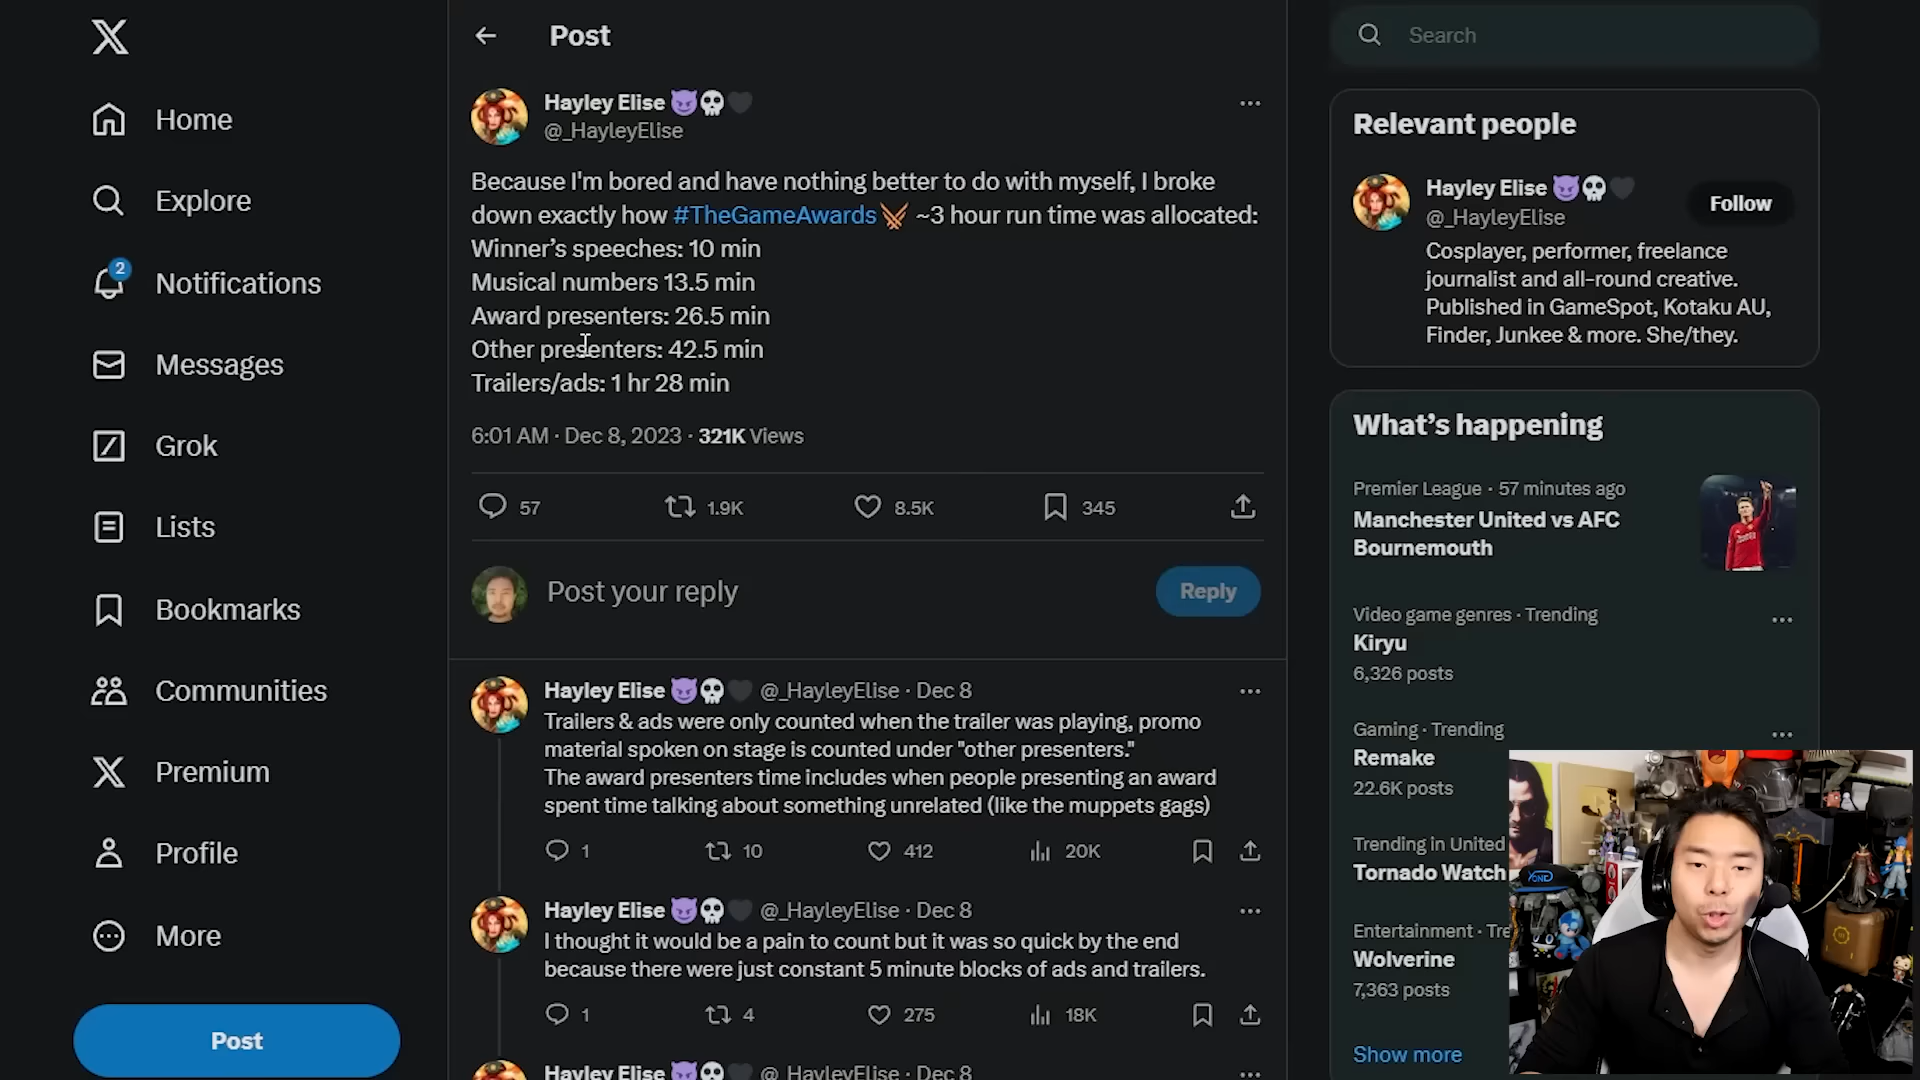 Home
Explore
2
Notifications
Messages
Grok
Lists
Bookmarks
Communities
Premium
Profile
More
Post
Post
Hayley Elise 😈💀🖤
@_HayleyElise
Because I'm bored and have nothing better to do with myself, I broke
down exactly how #TheGameAwards ~3 hour run time was allocated:
Winner's speeches: 10 min
Musical numbers 13.5 min
Award presenters: 26.5 min
Other presenters: 42.5 min
Trailers/ads: 1 hr 28 min
6:01 AM · Dec 8, 2023 · 321K Views
57 1.9K 8.5K 345
Post your reply
Reply
Hayley Elise 😈💀🖤 @_HayleyElise · Dec 8
Trailers & ads were only counted when the trailer was playing, promo
material spoken on stage is counted under "other presenters."
The award presenters time includes when people presenting an award
spent time talking about something unrelated (like the muppets gags)
1 10 412 20K
Hayley Elise 😈💀🖤 @_HayleyElise · Dec 8
I thought it would be a pain to count but it was so quick by the end
because there were just constant 5 minute blocks of ads and trailers.
1 4 275 18K
Hayley Elise 😈💀🖤 @_HayleyElise · Dec 8
Search
Relevant people
Hayley Elise 😈💀🖤
@_HayleyElise
Follow
Cosplayer, performer, freelance
journalist and all-round creative.
Published in GameSpot, Kotaku AU,
Finder, Junkee & more. She/they.
What's happening
Premier League · 57 minutes ago
Manchester United vs AFC
Bournemouth
Video game genres · Trending
Kiryu
6,326 posts
Gaming · Trending
Remake
22.6K posts
Trending in United
Tornado Watch
Entertainment · Tre
Wolverine
7,363 posts
Show more